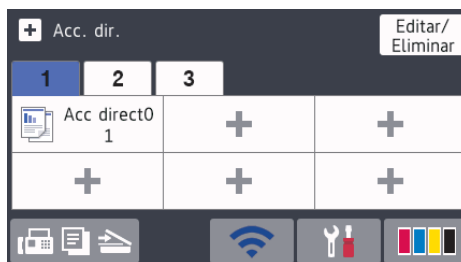 Acc. dir.
Editar/
Eliminar
1 2 3
Acc direct0
1